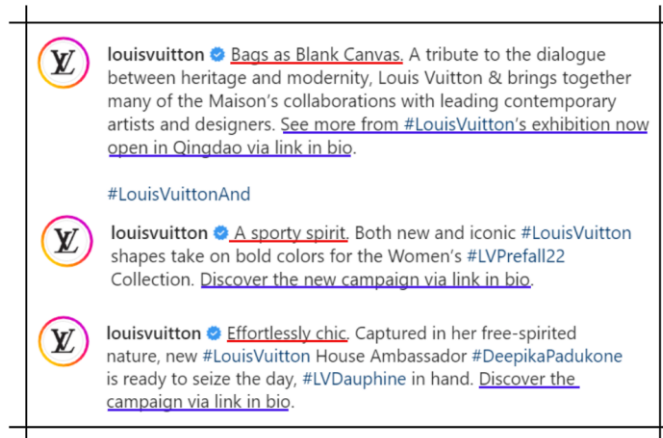 louisvuitton Bags as Blank Canvas. A tribute to the dialogue
between heritage and modernity, Louis Vuitton & brings together
many of the Maison's collaborations with leading contemporary
artists and designers. See more from #LouisVuitton's exhibition now
open in Qingdao via link in bio.
#LouisVuittonAnd
louisvuitton A sporty spirit. Both new and iconic #LouisVuitton
shapes take on bold colors for the Women's #LVPrefall22
Collection. Discover the new campaign via link in bio.
louisvuitton Effortlessly chic. Captured in her free-spirited
nature, new #LouisVuitton House Ambassador #DeepikaPadukone
is ready to seize the day, #LVDauphine in hand. Discover the
campaign via link in bio.